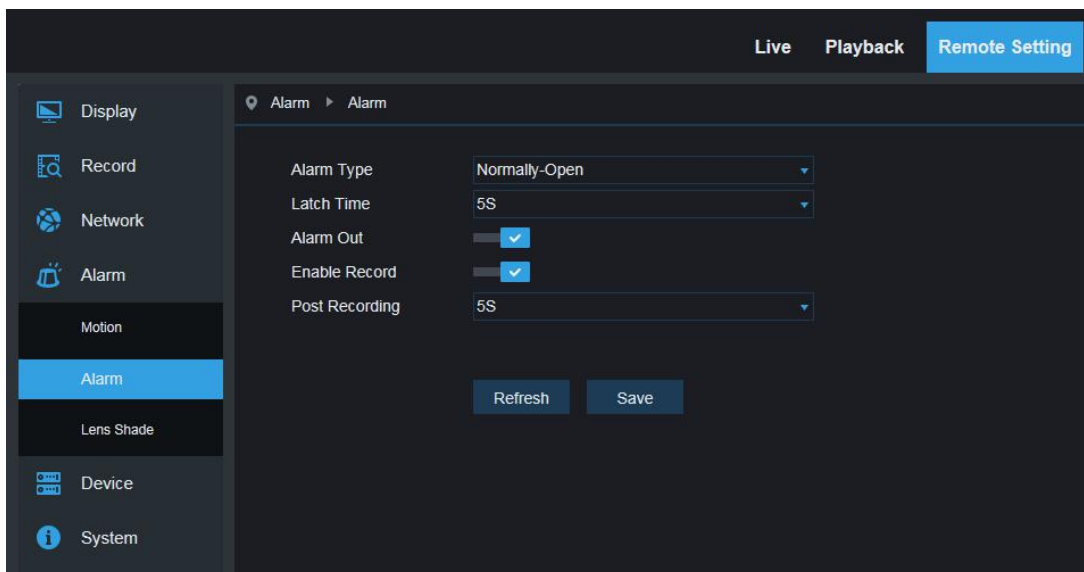 Live Playback Remote Setting
Display
Record
Network
Alarm
Motion
Alarm
Lens Shade
Device
System
Alarm Alarm
Alarm Type Normally-Open
Latch Time 5S
Alarm Out
Enable Record
Post Recording 5S
Refresh Save